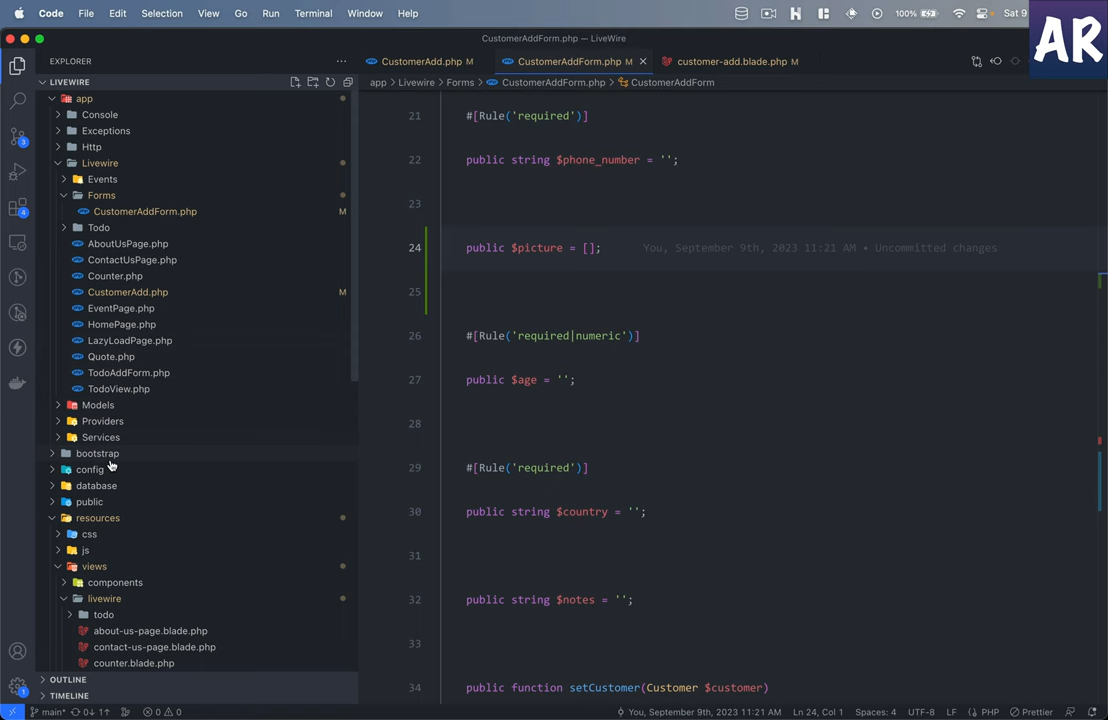 Code File Edit Selection View Go Run Terminal Window Help 100% Sat 9
AR
CustomerAddForm.php — LiveWire
EXPLORER
CustomerAdd.php M
CustomerAddForm.php M
customer-add.blade.php M
LIVEWIRE
app > Livewire > Forms > CustomerAddForm.php > CustomerAddForm
app
Console
Exceptions
Http
Livewire
Events
Forms
CustomerAddForm.php M
Todo
AboutUsPage.php
ContactUsPage.php
Counter.php
CustomerAdd.php M
EventPage.php
HomePage.php
LazyLoadPage.php
Quote.php
TodoAddForm.php
TodoView.php
Models
Providers
Services
bootstrap
config
database
public
resources
css
js
views
components
livewire
todo
about-us-page.blade.php
contact-us-page.blade.php
counter.blade.php
OUTLINE
TIMELINE
3
4
1
21 #[Rule('required')]
22 public string $phone_number = '';
23
24 public $picture = []; You, September 9th, 2023 11:21 AM • Uncommitted changes
25
26 #[Rule('required|numeric')]
27 public $age = '';
28
29 #[Rule('required')]
30 public string $country = '';
31
32 public string $notes = '';
33
34 public function setCustomer(Customer $customer)
main* 0↓ 1↑ 0 0 You, September 9th, 2023 11:21 AM Ln 24, Col 1 Spaces: 4 UTF-8 LF {} PHP Prettier